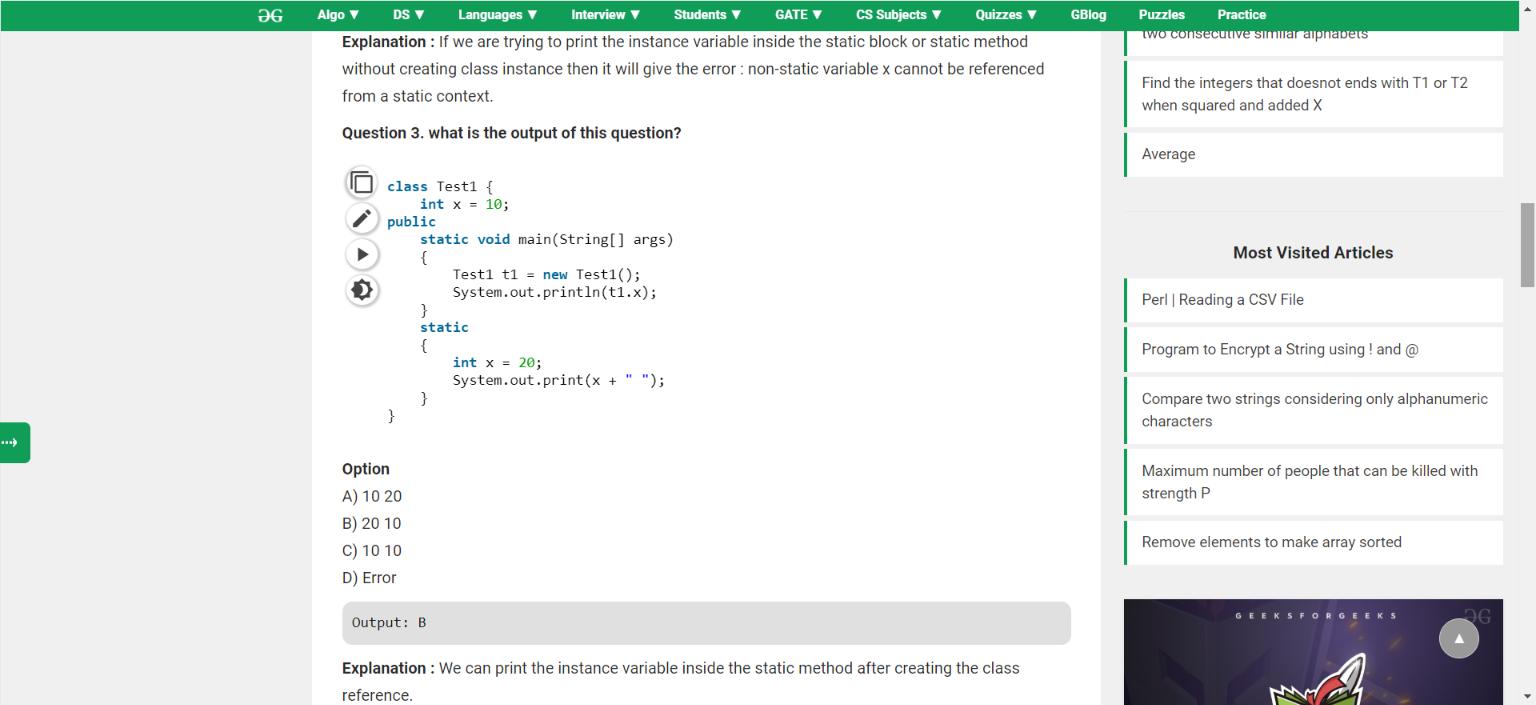 Algo ▼ DS ▼ Languages ▼ Interview ▼ Students ▼ GATE ▼ CS Subjects ▼ Quizzes ▼ GBlog Puzzles Practice
Explanation : If we are trying to print the instance variable inside the static block or static method
without creating class instance then it will give the error : non-static variable x cannot be referenced
from a static context.
Question 3. what is the output of this question?
class Test1 {
    int x = 10;
public
    static void main(String[] args)
    {
        Test1 t1 = new Test1();
        System.out.println(t1.x);
    }
    static
    {
        int x = 20;
        System.out.print(x + " ");
    }
}
Option
A) 10 20
B) 20 10
C) 10 10
D) Error
Output: B
Explanation : We can print the instance variable inside the static method after creating the class
reference.
two consecutive similar alphabets
Find the integers that doesnot ends with T1 or T2
when squared and added X
Average
Most Visited Articles
Perl | Reading a CSV File
Program to Encrypt a String using ! and @
Compare two strings considering only alphanumeric
characters
Maximum number of people that can be killed with
strength P
Remove elements to make array sorted
GEEKSFORGEEKS